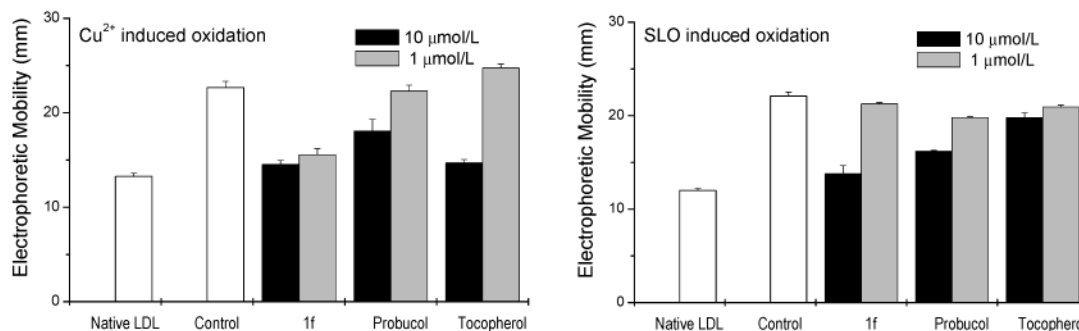 Cu2+ induced oxidation
10 μmol/L
1 μmol/L
Electrophoretic Mobility (mm)
30
20
10
0
Native LDL Control 1f Probucol Tocopherol
SLO induced oxidation
10 μmol/L
1 μmol/L
Electrophoretic Mobility (mm)
30
20
10
0
Native LDL Control 1f Probucol Tocopherol